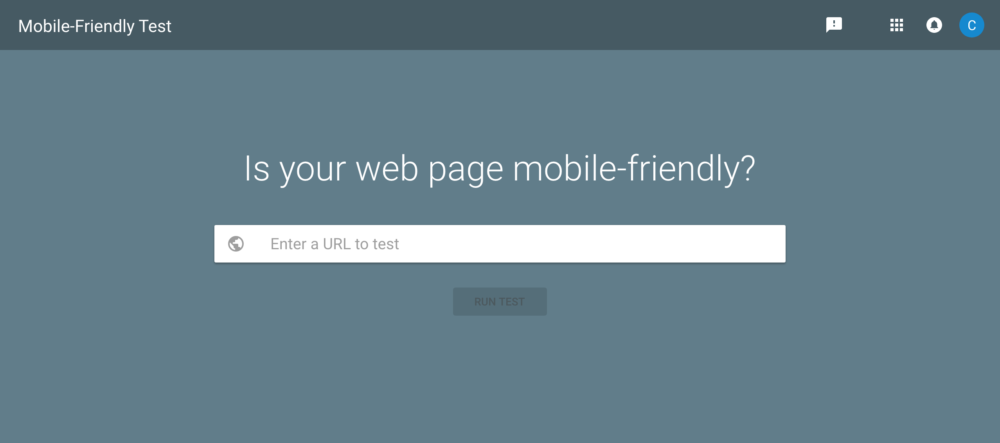 Mobile-Friendly Test
C
Is your web page mobile-friendly?
Enter a URL to test
RUN TEST